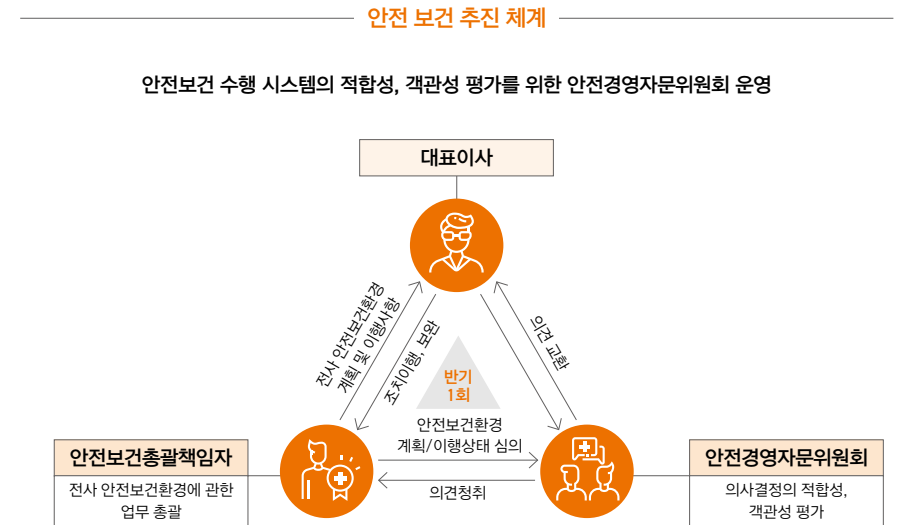 안전 보건 추진 체계
안전보건 수행 시스템의 적합성, 객관성 평가를 위한 안전경영자문위원회 운영
대표이사
전사 안전보건환경
계획 및 이행사항
조치이행, 보완
의견 교환
반기
1회
안전보건환경
계획/이행상태 심의
의견청취
안전보건총괄책임자
전사 안전보건환경에 관한
업무 총괄
안전경영자문위원회
의사결정의 적합성,
객관성 평가